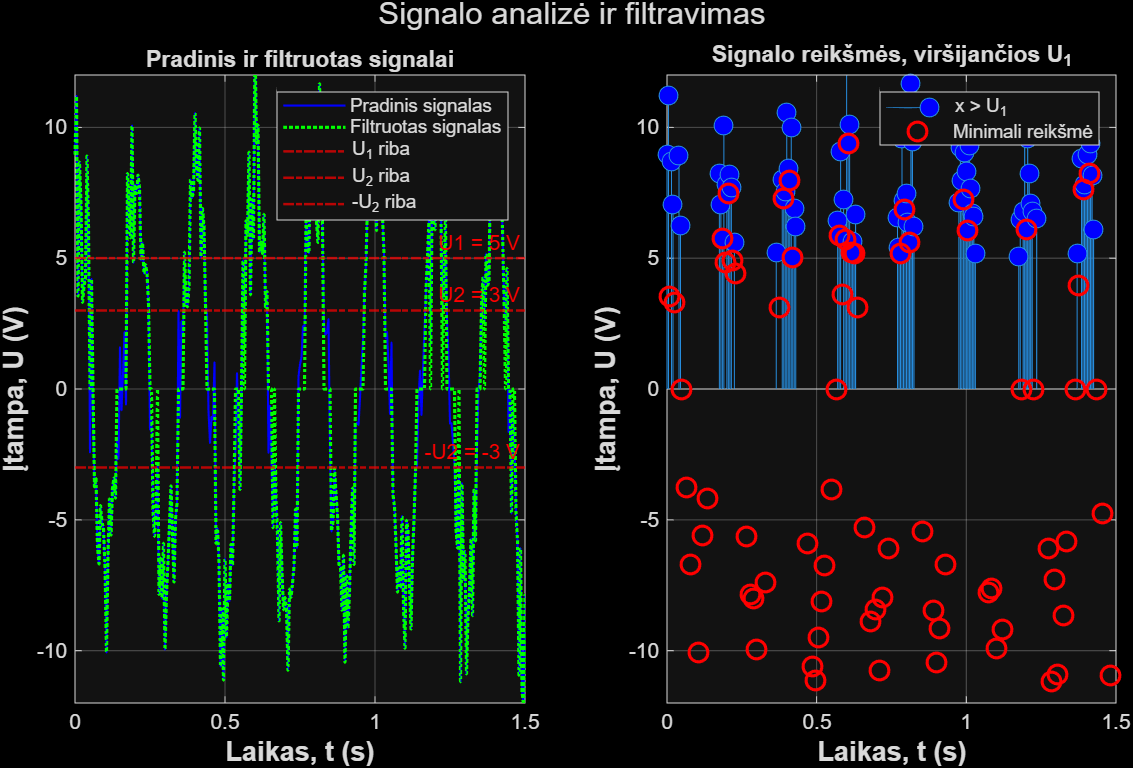 Signalo analizė ir filtravimas
Pradinis ir filtruotas signalai
Pradinis signalas
Filtruotas signalas
U₁ riba
U₂ riba
-U₂ riba
U1 = 5 V
U2 = 3 V
-U2 = -3 V
10
5
0
-5
-10
0
0.5
1
1.5
Įtampa, U (V)
Laikas, t (s)
Signalo reikšmės, viršijančios U₁
x > U₁
Minimali reikšmė
10
5
0
-5
-10
0
0.5
1
1.5
Įtampa, U (V)
Laikas, t (s)